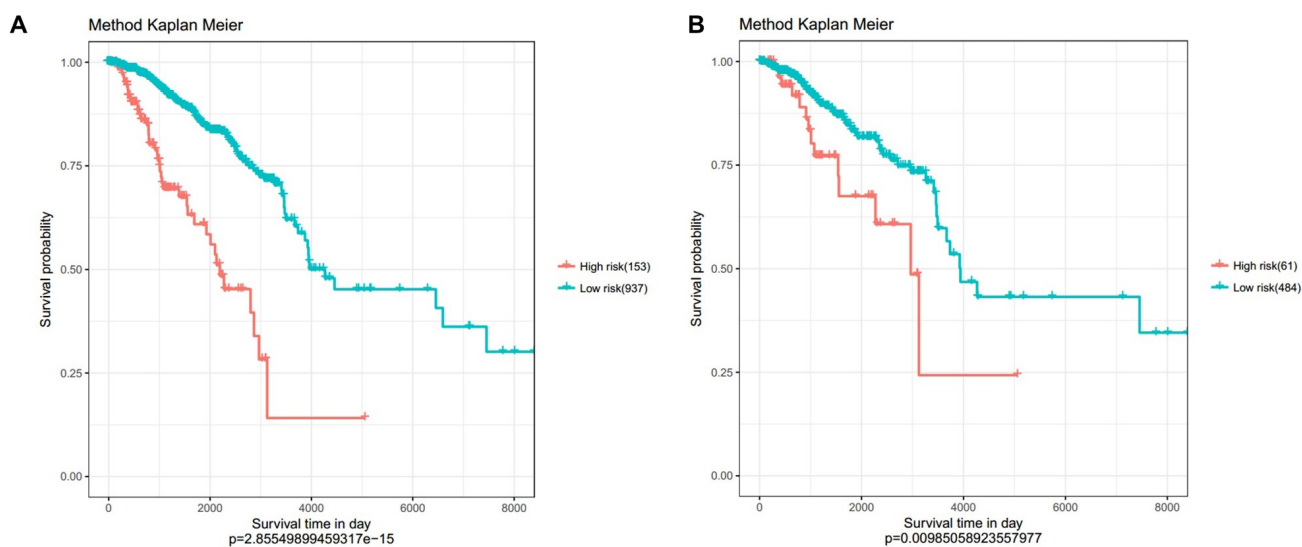 A
Method Kaplan Meier
1.00
0.75
0.50
0.25
0.00
Survival probability
0
2000
4000
6000
8000
Survival time in day
p=2.85549899459317e−15
High risk(153)
Low risk(937)
B
Method Kaplan Meier
1.00
0.75
0.50
0.25
0.00
Survival probability
0
2000
4000
6000
8000
Survival time in day
p=0.00985058923557977
High risk(61)
Low risk(484)